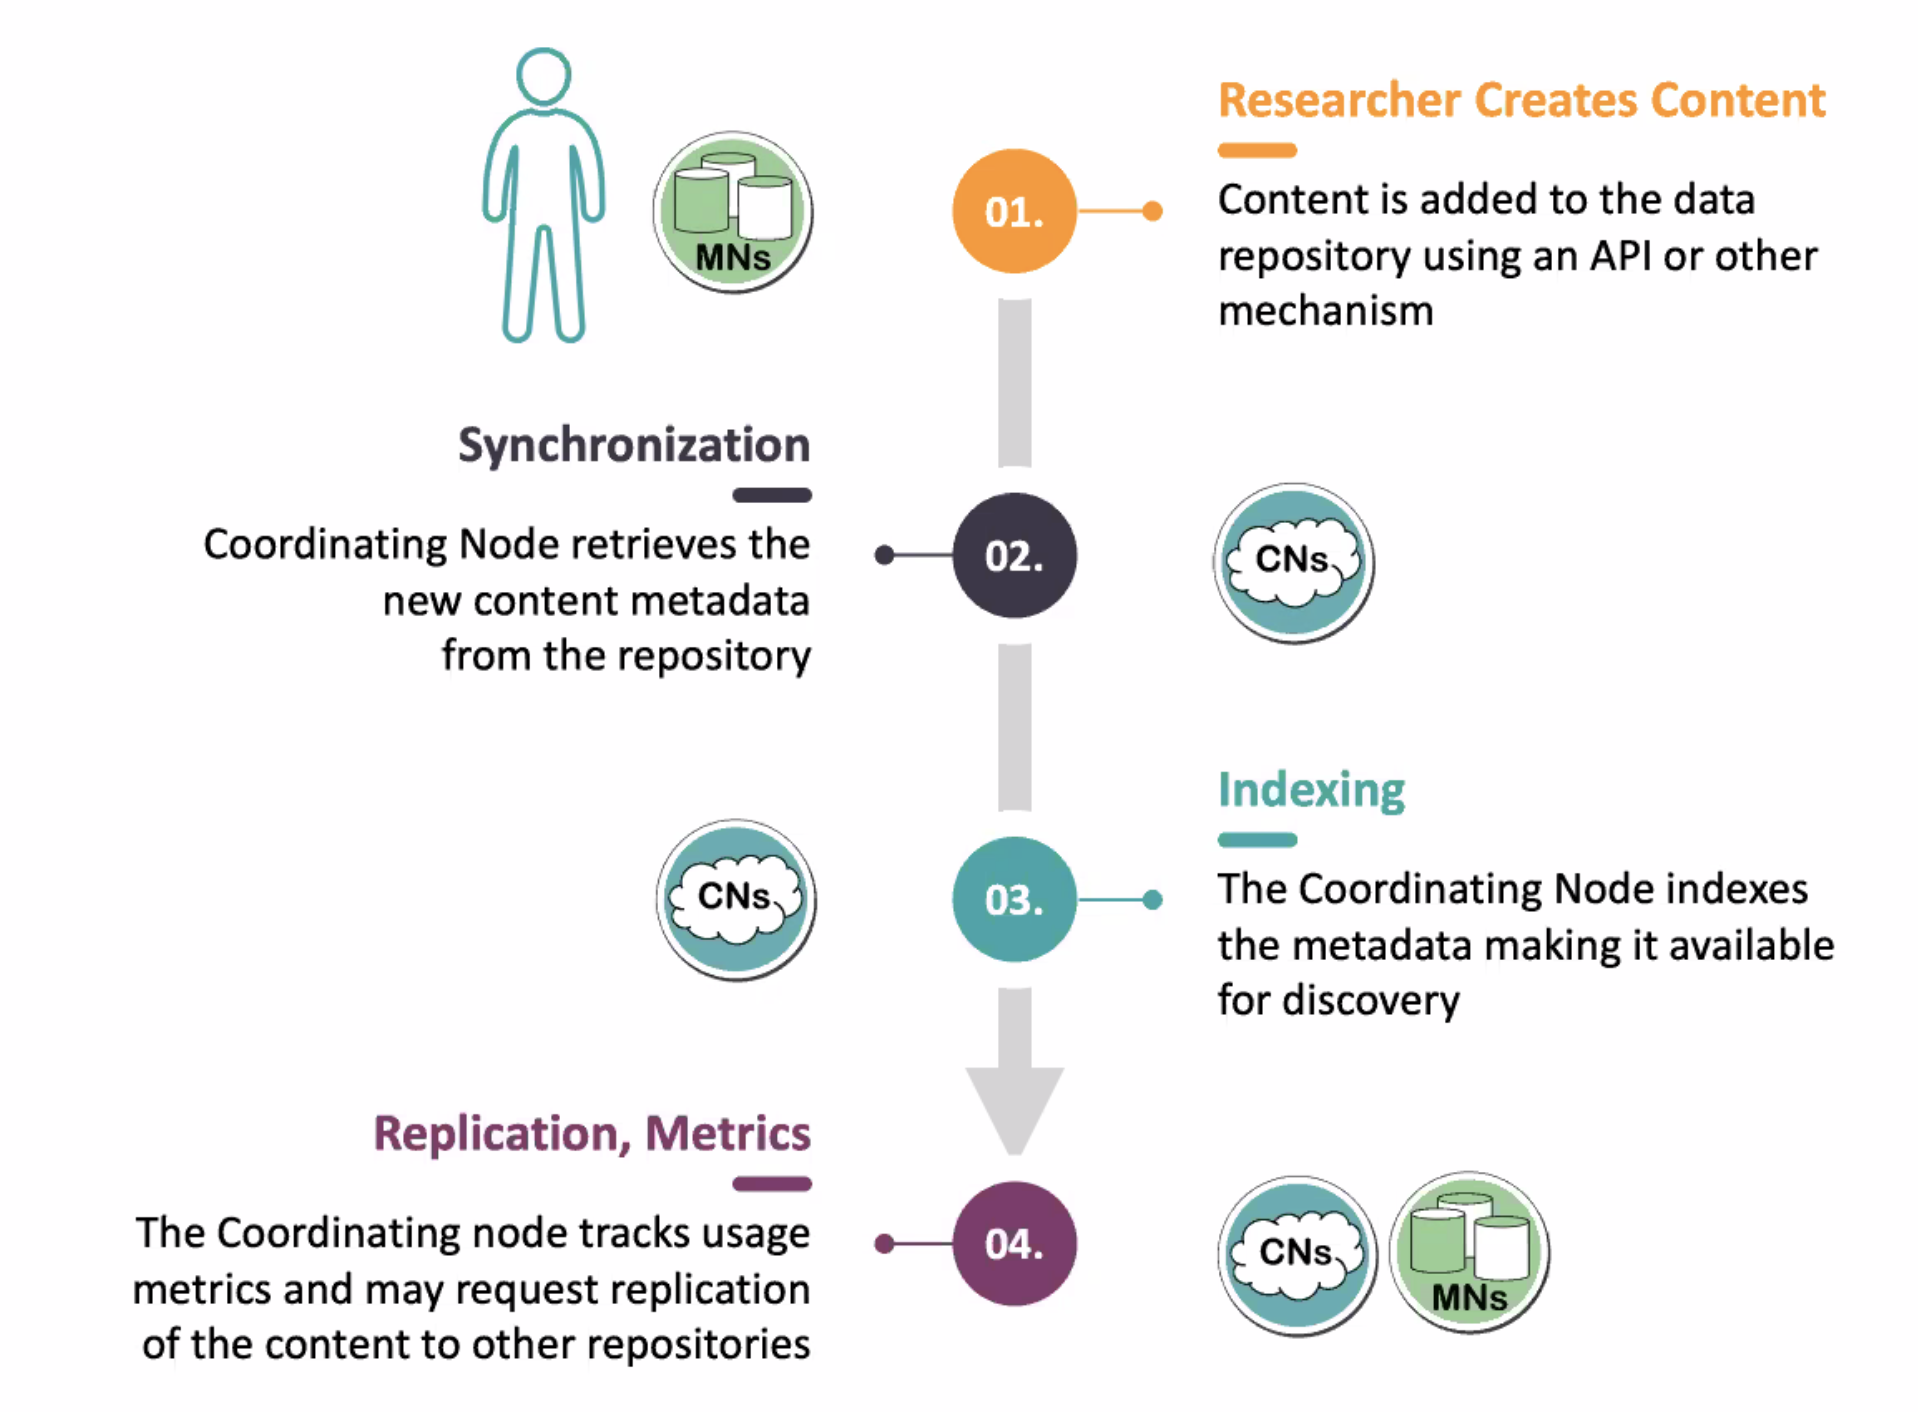 Researcher Creates Content
MNs
01.
Content is added to the data
repository using an API or other
mechanism
Synchronization
Coordinating Node retrieves the
new content metadata
from the repository
02.
CNs
Indexing
CNs
03.
The Coordinating Node indexes
the metadata making it available
for discovery
Replication, Metrics
The Coordinating node tracks usage
metrics and may request replication
of the content to other repositories
04.
CNs
MNs